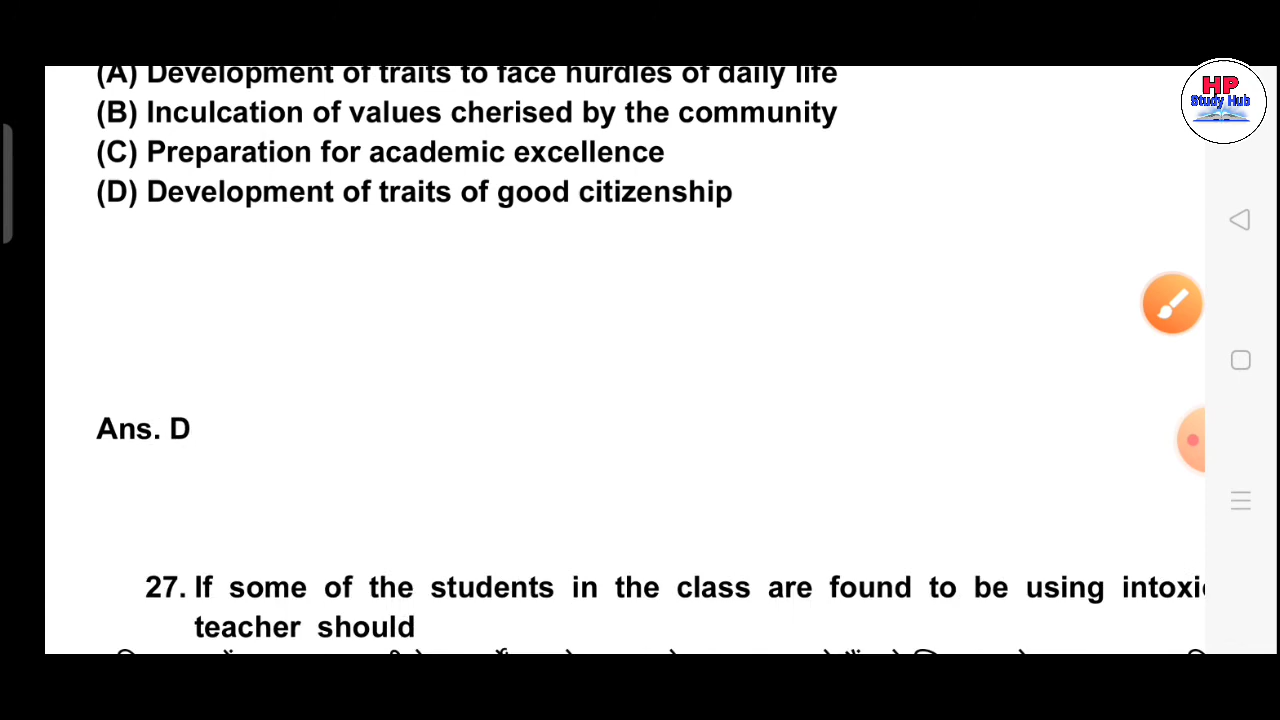 (A) Development of traits to face hurdles of daily life
(B) Inculcation of values cherised by the community
(C) Preparation for academic excellence
(D) Development of traits of good citizenship
HP
Study Hub
Ans. D
27. If some of the students in the class are found to be using
teacher should